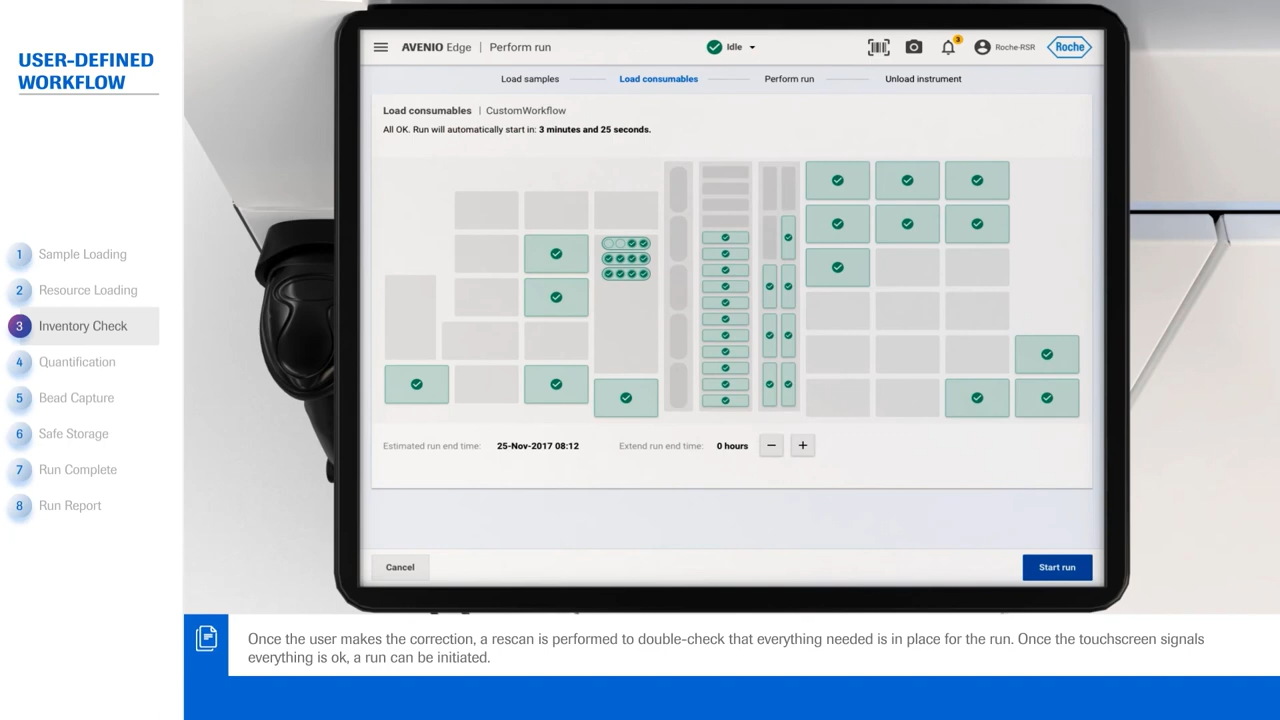 USER-DEFINED
WORKFLOW
1 Sample Loading
2 Resource Loading
3 Inventory Check
4 Quantification
5 Bead Capture
6 Safe Storage
7 Run Complete
8 Run Report
AVENIO Edge | Perform run
Idle
3
Roche-RSR
Roche
Load samples
Load consumables
Perform run
Unload instrument
Load consumables | CustomWorkflow
All OK. Run will automatically start in: 3 minutes and 25 seconds.
Estimated run end time: 25-Nov-2017 08:12
Extend run end time: 0 hours
Cancel
Start run
Once the user makes the correction, a rescan is performed to double-check that everything needed is in place for the run. Once the touchscreen signals
everything is ok, a run can be initiated.